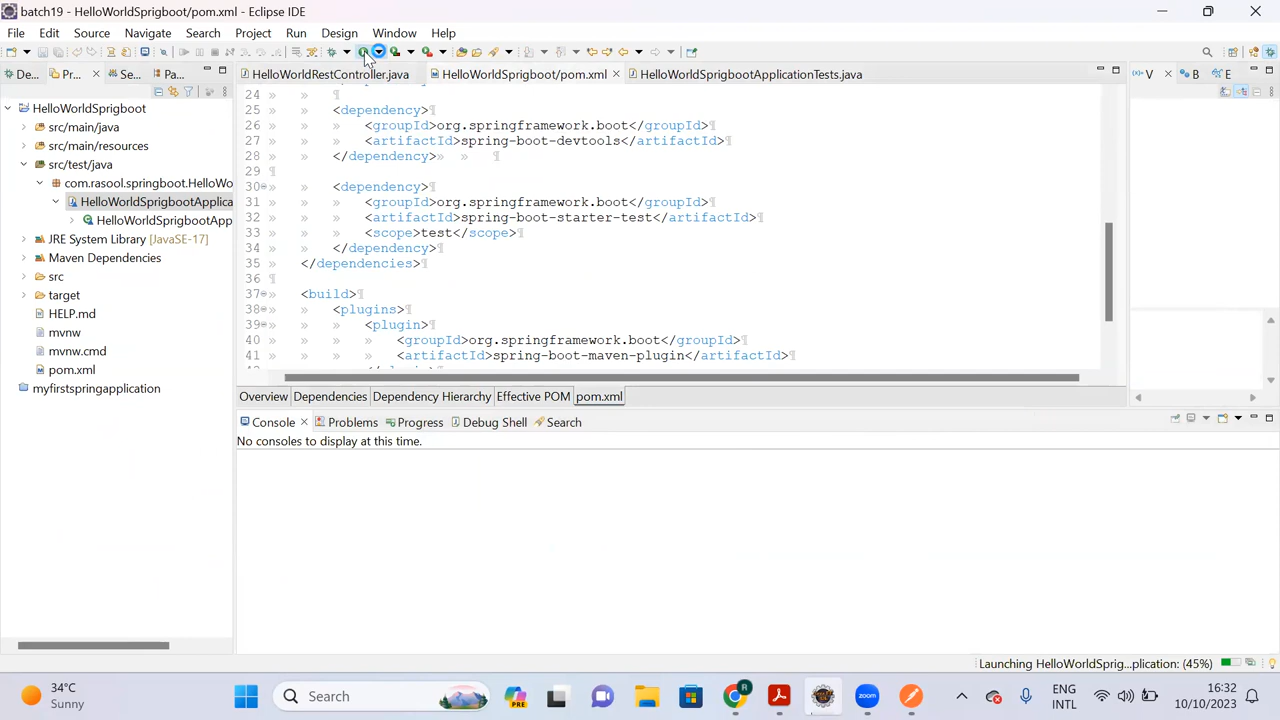 batch19 - HelloWorldSprigboot/pom.xml - Eclipse IDE
File Edit Source Navigate Search Project Run Design Window Help
De... Pr... Se... Pa... HelloWorldRestController.java HelloWorldSprigboot/pom.xml HelloWorldSprigbootApplicationTests.java V B E
HelloWorldSprigboot
src/main/java
src/main/resources
src/test/java
com.rasool.springboot.HelloWo
HelloWorldSprigbootApplica
HelloWorldSprigbootApp
JRE System Library [JavaSE-17]
Maven Dependencies
src
target
HELP.md
mvnw
mvnw.cmd
pom.xml
myfirstspringapplication
24 » » ¶
25 » » <dependency>¶
26 » » » <groupId>org.springframework.boot</groupId>¶
27 » » » <artifactId>spring-boot-devtools</artifactId>¶
28 » » </dependency>» » ¶
29 ¶
30 » » <dependency>¶
31 » » » <groupId>org.springframework.boot</groupId>¶
32 » » » <artifactId>spring-boot-starter-test</artifactId>¶
33 » » » <scope>test</scope>¶
34 » » </dependency>¶
35 » </dependencies>¶
36 ¶
37 » <build>¶
38 » » <plugins>¶
39 » » » <plugin>¶
40 » » » » <groupId>org.springframework.boot</groupId>¶
41 » » » » <artifactId>spring-boot-maven-plugin</artifactId>¶
Overview Dependencies Dependency Hierarchy Effective POM pom.xml
Console Problems Progress Debug Shell Search
No consoles to display at this time.
Launching HelloWorldSprig...plication: (45%)
34°C
Sunny
Search
PRE
R
ENG
INTL
16:32
10/10/2023